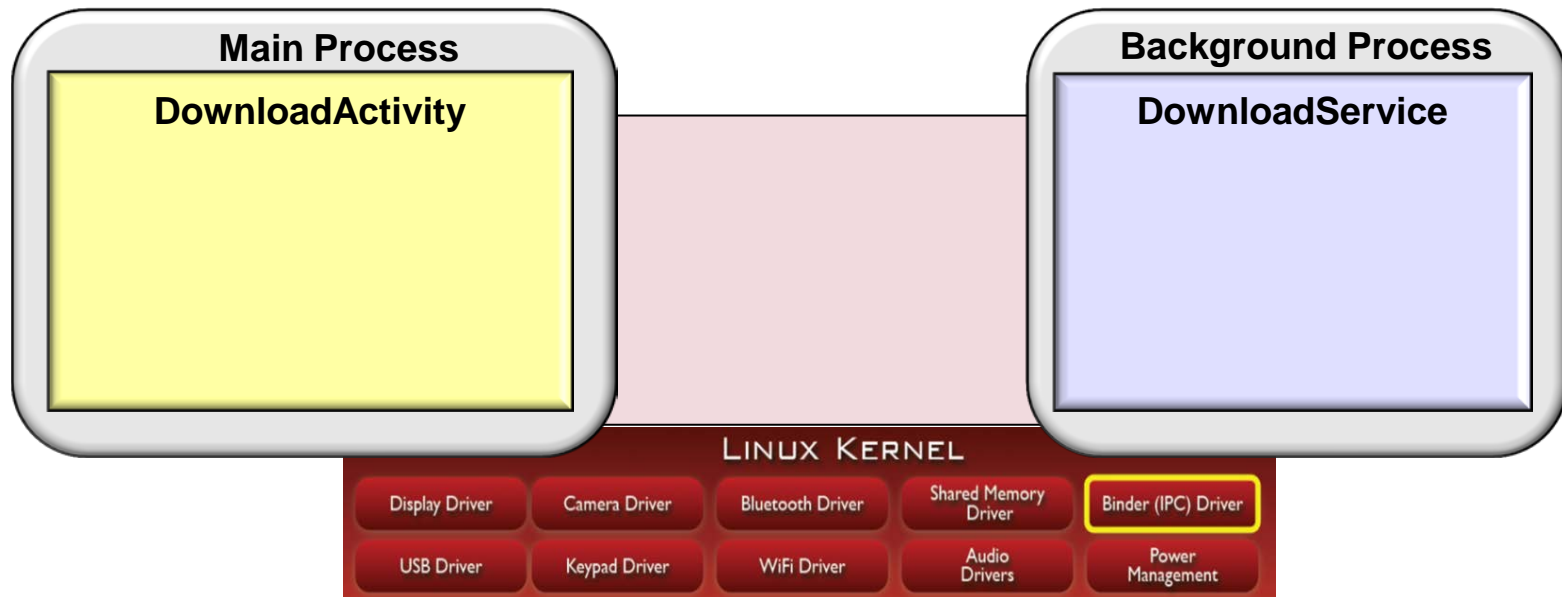 Main Process
DownloadActivity
Background Process
DownloadService
LINUX KERNEL
Display Driver
Camera Driver
Bluetooth Driver
Shared Memory
Driver
Binder (IPC) Driver
USB Driver
Keypad Driver
WiFi Driver
Audio
Drivers
Power
Management